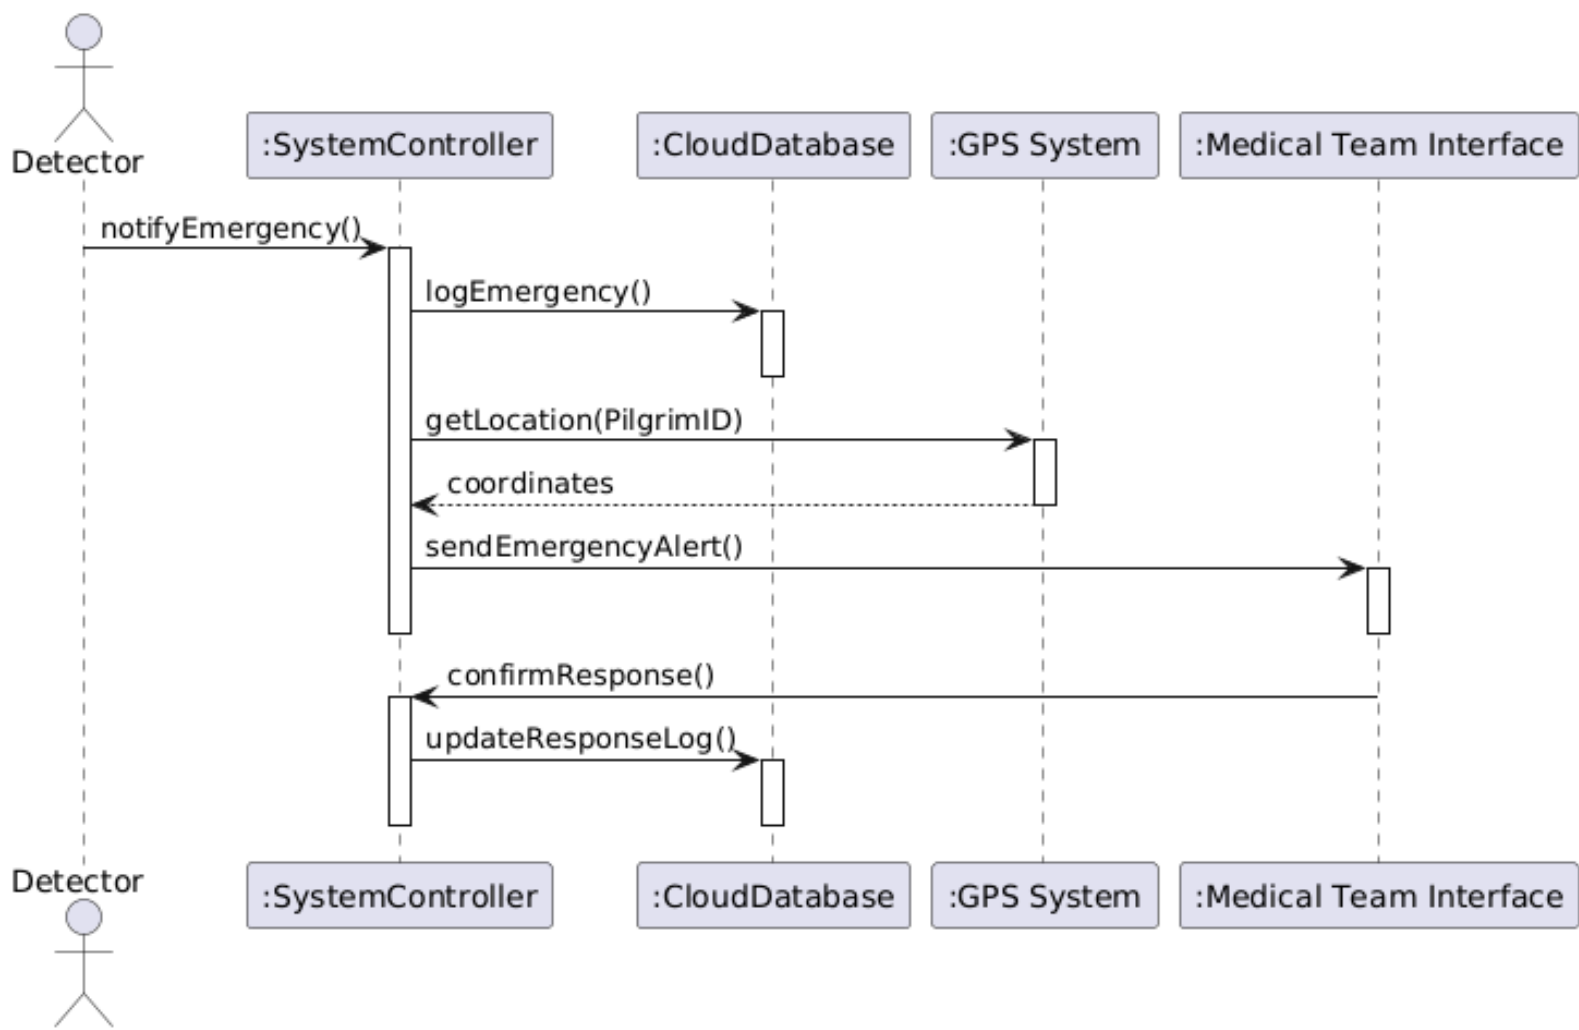 Detector
:SystemController
:CloudDatabase
:GPS System
:Medical Team Interface
notifyEmergency()
logEmergency()
getLocation(PilgrimID)
coordinates
sendEmergencyAlert()
confirmResponse()
updateResponseLog()
Detector
:SystemController
:CloudDatabase
:GPS System
:Medical Team Interface